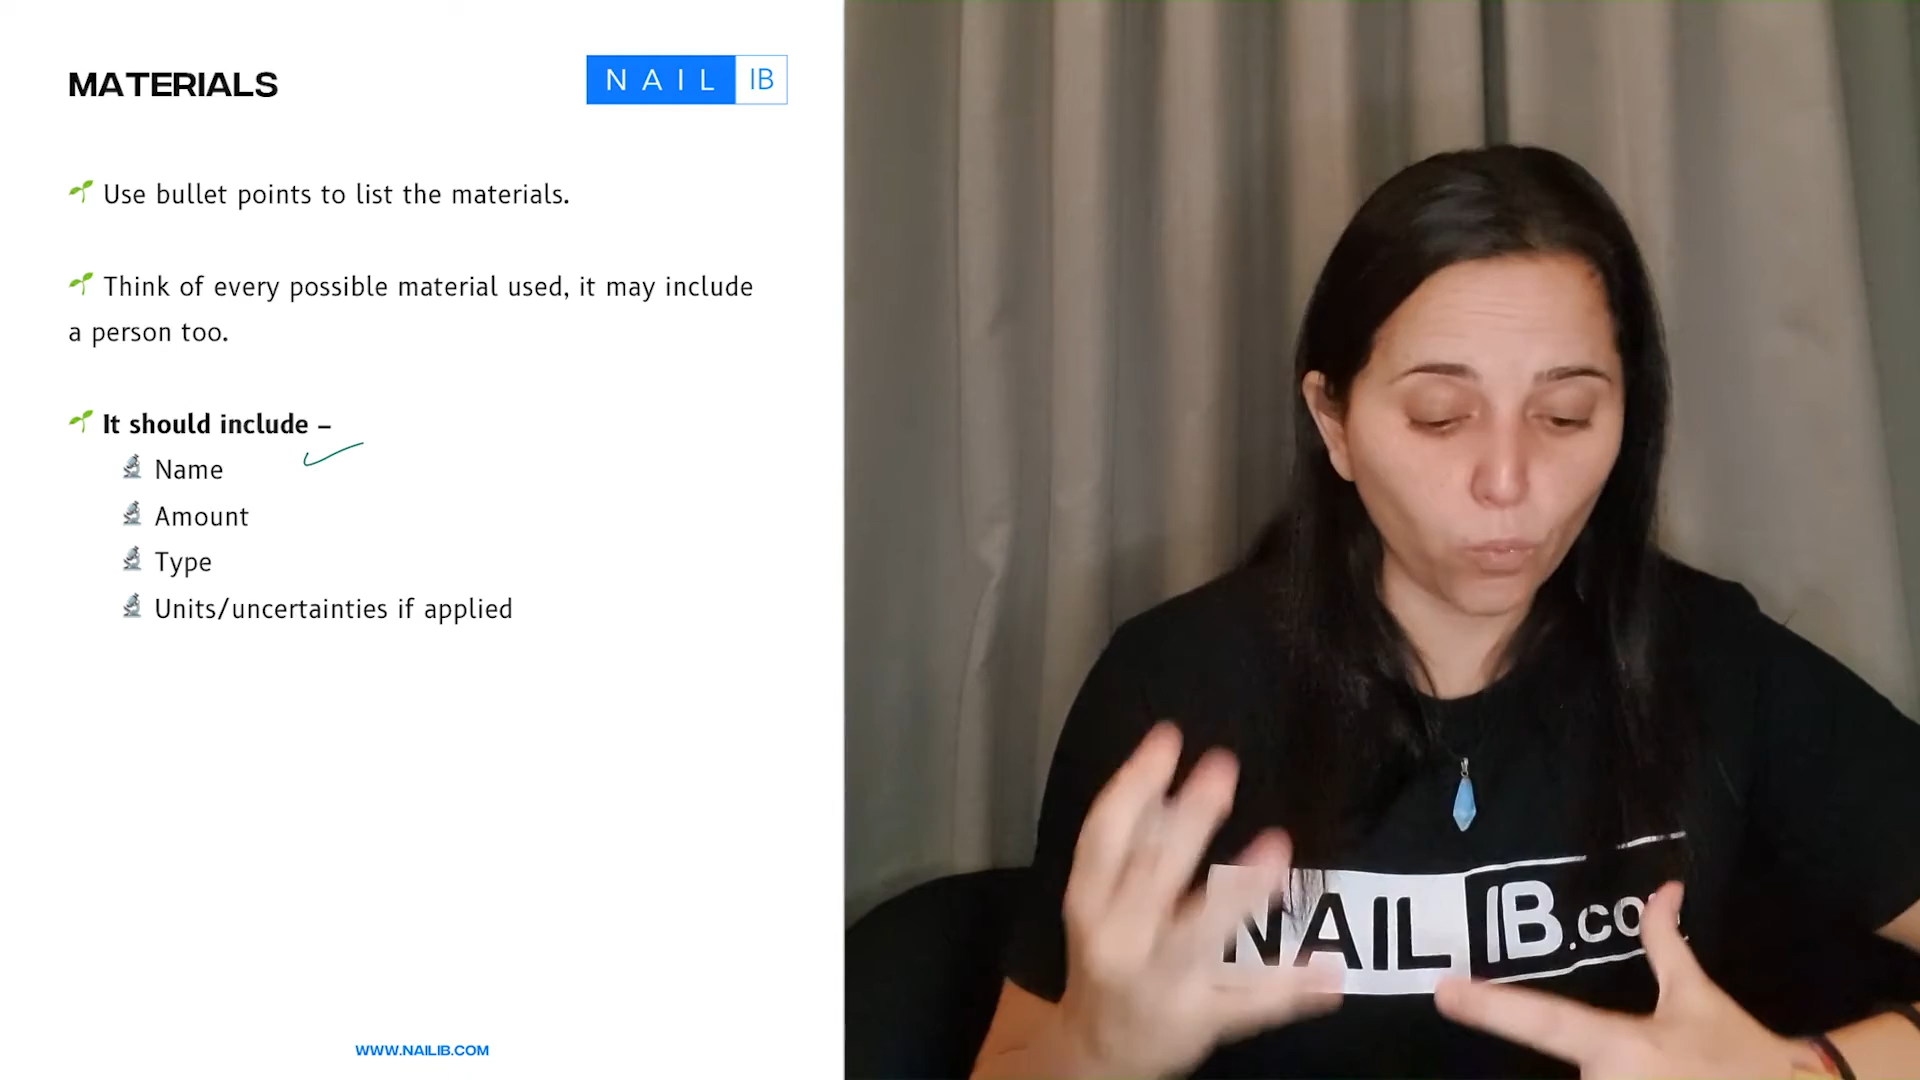 MATERIALS
NAIL IB
Use bullet points to list the materials.
Think of every possible material used, it may include
a person too.
It should include –
Name
Amount
Type
Units/uncertainties if applied
WWW.NAILIB.COM
NAIL IB.co